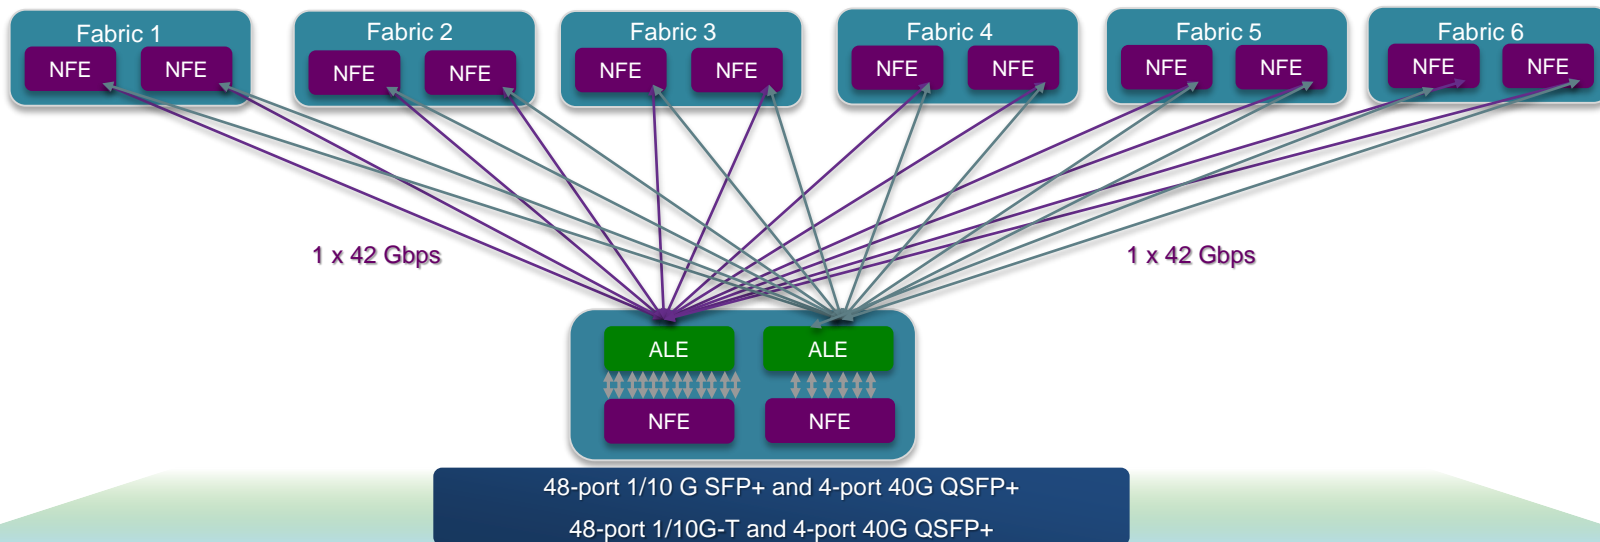 Fabric 1
Fabric 2
Fabric 3
Fabric 4
Fabric 5
Fabric 6
NFE NFE
NFE NFE
NFE NFE
NFE NFE
NFE NFE
NFE NFE
1 x 42 Gbps
1 x 42 Gbps
ALE ALE
NFE NFE
48-port 1/10 G SFP+ and 4-port 40G QSFP+
48-port 1/10G-T and 4-port 40G QSFP+